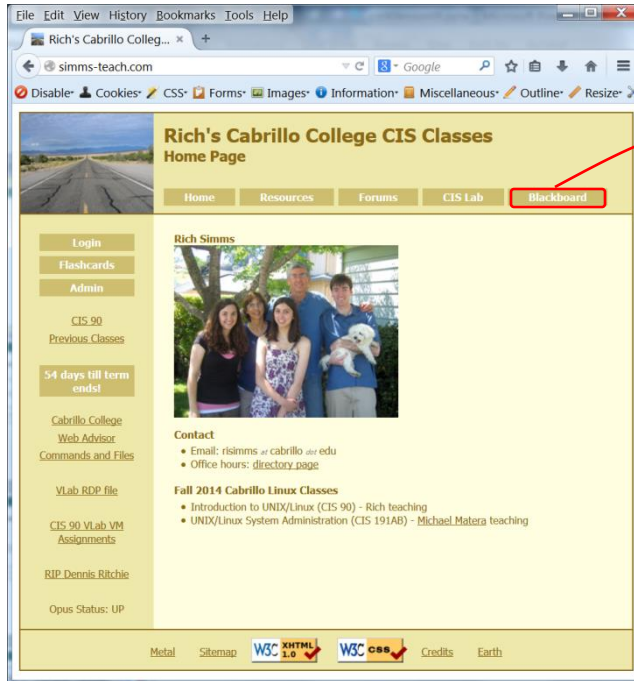 File Edit View History Bookmarks Tools Help
Rich's Cabrillo Colleg... × +
simms-teach.com Google
Disable Cookies CSS Forms Images Information Miscellaneous Outline Resize
Rich's Cabrillo College CIS Classes
Home Page
Home Resources Forums CIS Lab Blackboard
Login
Flashcards
Admin
CIS 90
Previous Classes
54 days till term
ends!
Cabrillo College
Web Advisor
Commands and Files
VLab RDP file
CIS 90 VLab VM
Assignments
RIP Dennis Ritchie
Opus Status: UP
Rich Simms
Contact
• Email: risimms at cabrillo dot edu
• Office hours: directory page
Fall 2014 Cabrillo Linux Classes
• Introduction to UNIX/Linux (CIS 90) - Rich teaching
• UNIX/Linux System Administration (CIS 191AB) - Michael Matera teaching
Metal Sitemap W3C XHTML 1.0 W3C CSS Credits Earth